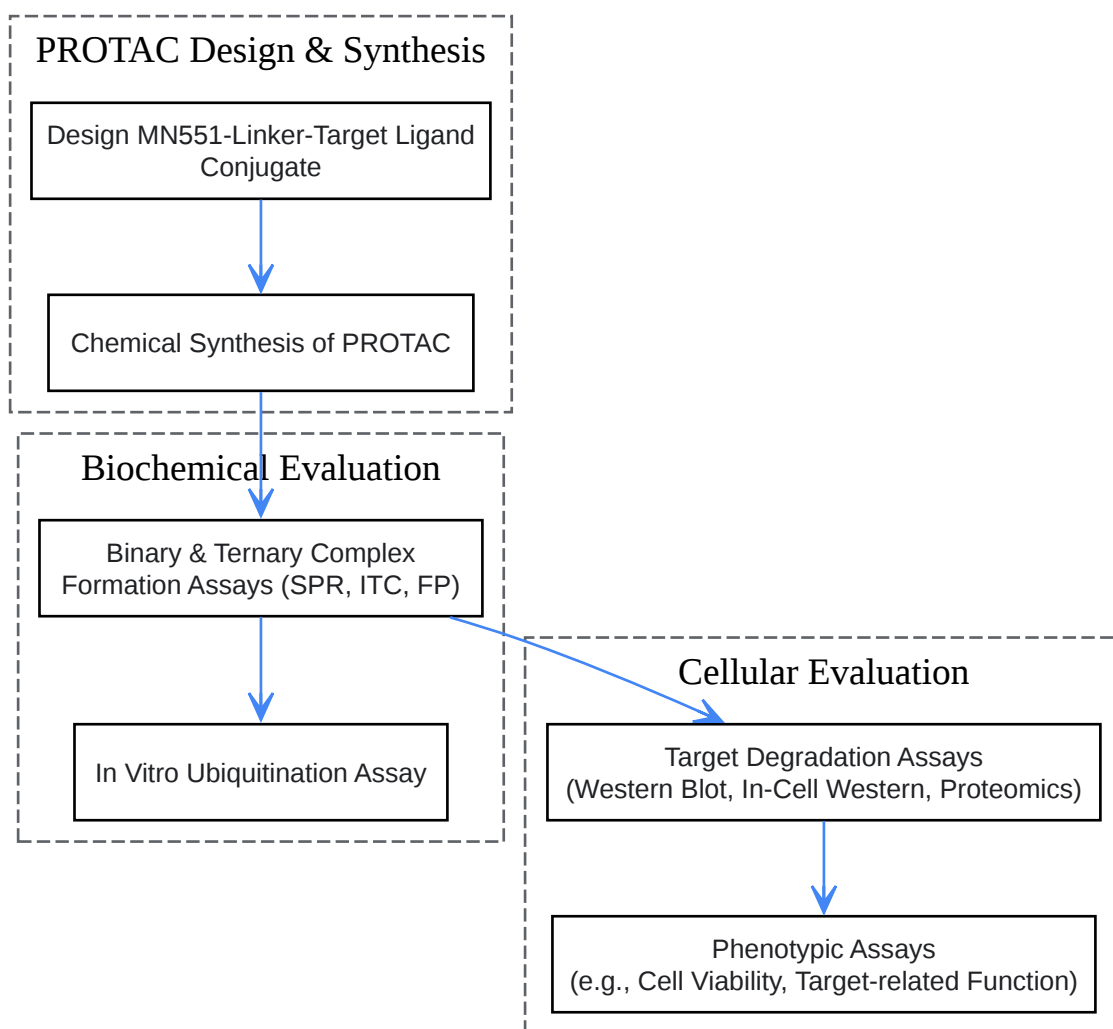 PROTAC Design & Synthesis
Design MN551-Linker-Target Ligand
Conjugate
Chemical Synthesis of PROTAC
Biochemical Evaluation
Binary & Ternary Complex
Formation Assays (SPR, ITC, FP)
In Vitro Ubiquitination Assay
Cellular Evaluation
Target Degradation Assays
(Western Blot, In-Cell Western, Proteomics)
Phenotypic Assays
(e.g., Cell Viability, Target-related Function)